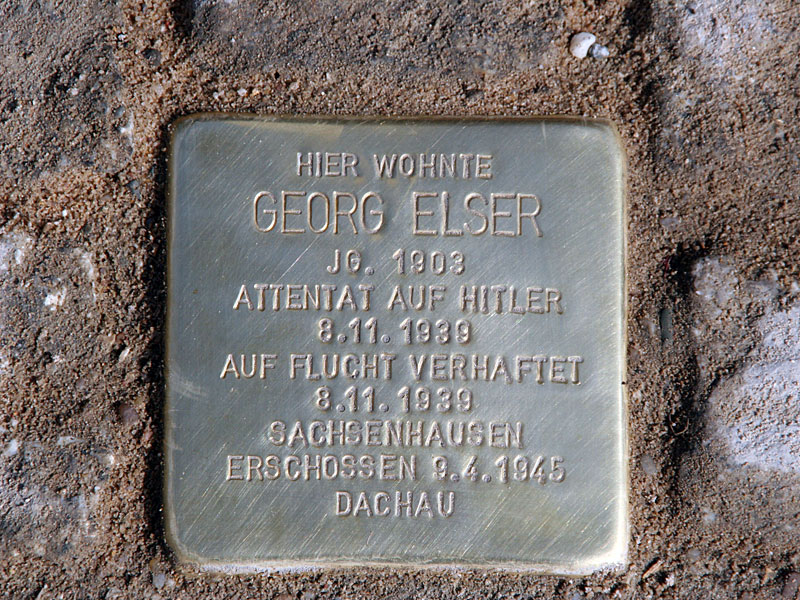 HIER WOHNTE
GEORG ELSER
JG. 1903
ATTENTAT AUF HITLER
8.11.1939
AUF FLUCHT VERHAFTET
8.11.1939
SACHSENHAUSEN
ERSCHOSSEN 9.4.1945
DACHAU